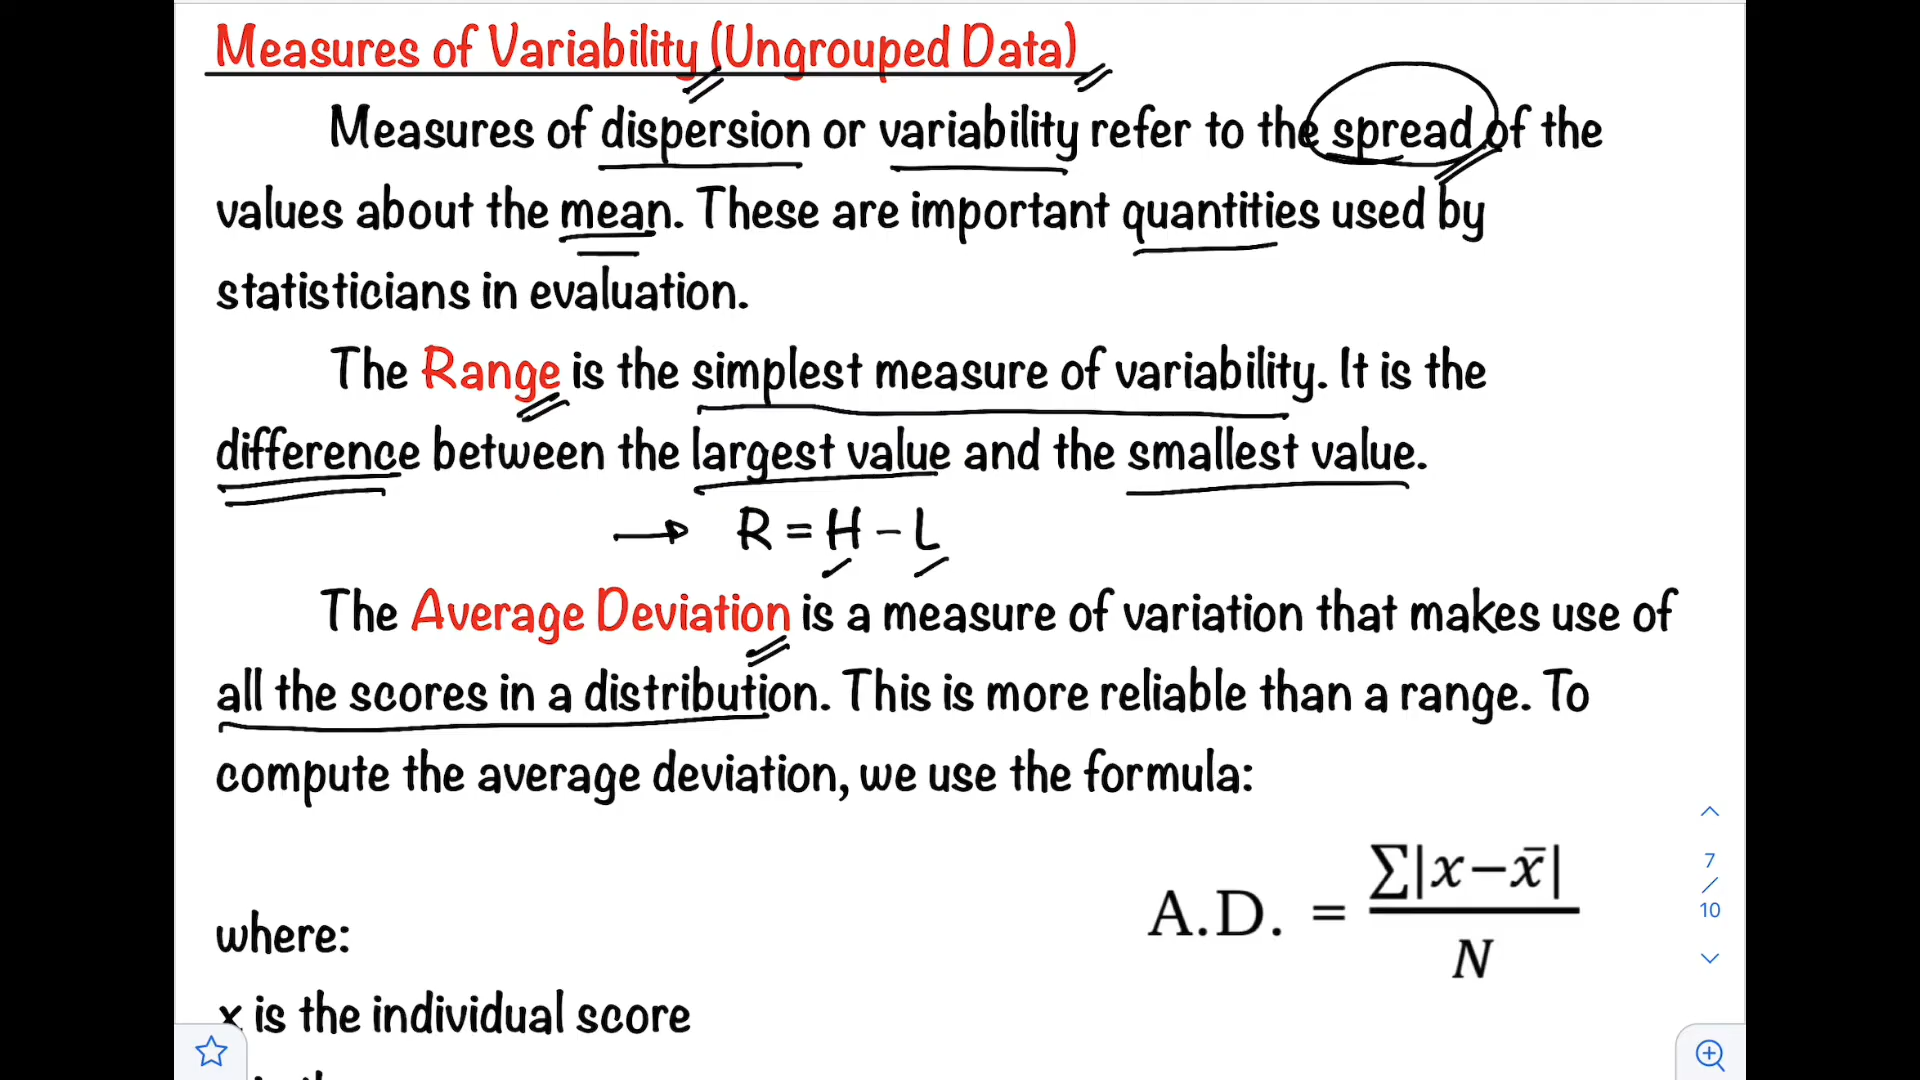 Measures of Variability (Ungrouped Data)
Measures of dispersion or variability refer to the spread of the
values about the mean. These are important quantities used by
statisticians in evaluation.
The Range is the simplest measure of variability. It is the
difference between the largest value and the smallest value.
R = H - L
The Average Deviation is a measure of variation that makes use of
all the scores in a distribution. This is more reliable than a range. To
compute the average deviation, we use the formula:
A.D. = ∑|x−x̄| / N
where:
x is the individual score
7
/
10